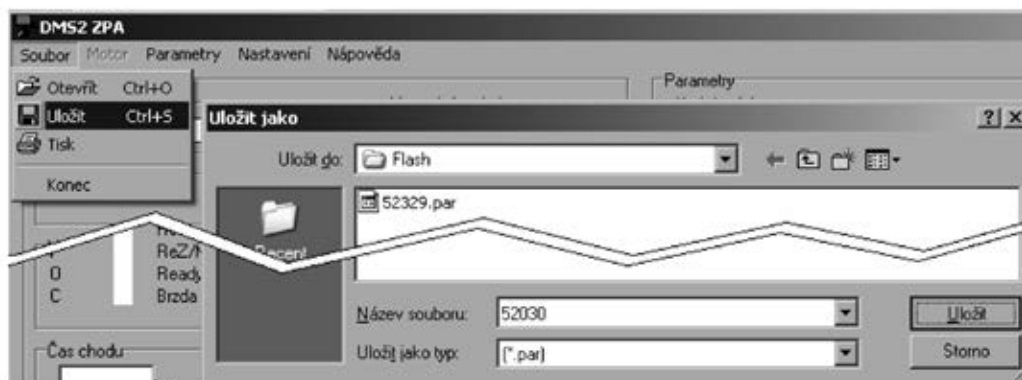 DMS2 ZPA
Soubor Motor Parametry Nastavení Nápověda
Otevřít Ctrl+O
Uložit Ctrl+S
Tisk
Konec
Parametry
Uložit jako
Uložit do: Flash
52329.par
Recent
ReZ/
O Ready
C Brzda
Název souboru: 52030 Uložit
Uložit jako typ: (*.par) Storno
Čas chodu